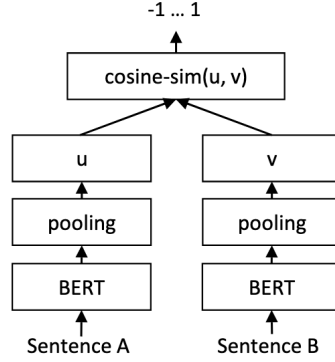 -1 … 1
cosine-sim(u, v)
u
v
pooling
pooling
BERT
BERT
Sentence A
Sentence B